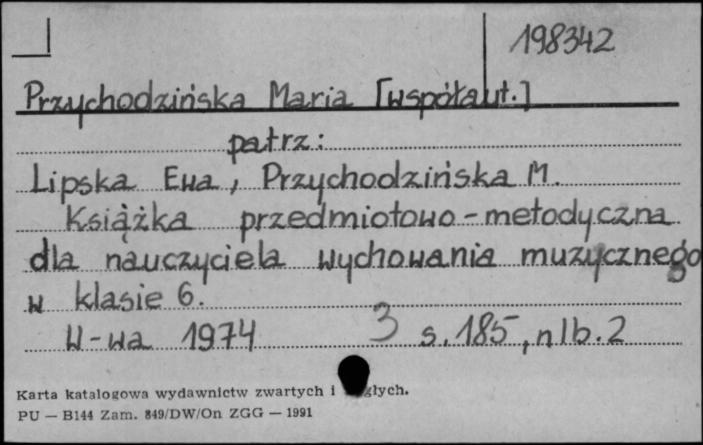 198342
Przychodzińska Maria [współaut.]
patrz:
Lipska Ewa, Przychodzińska M.
Książka przedmiotowo-metodyczna
dla nauczyciela wychowania muzycznego
w klasie 6.
W-wa 1974 3 s. 185, nlb. 2
Karta katalogowa wydawnictw zwartych i głych.
PU — B144 Zam. 849/DW/On ZGG — 1991